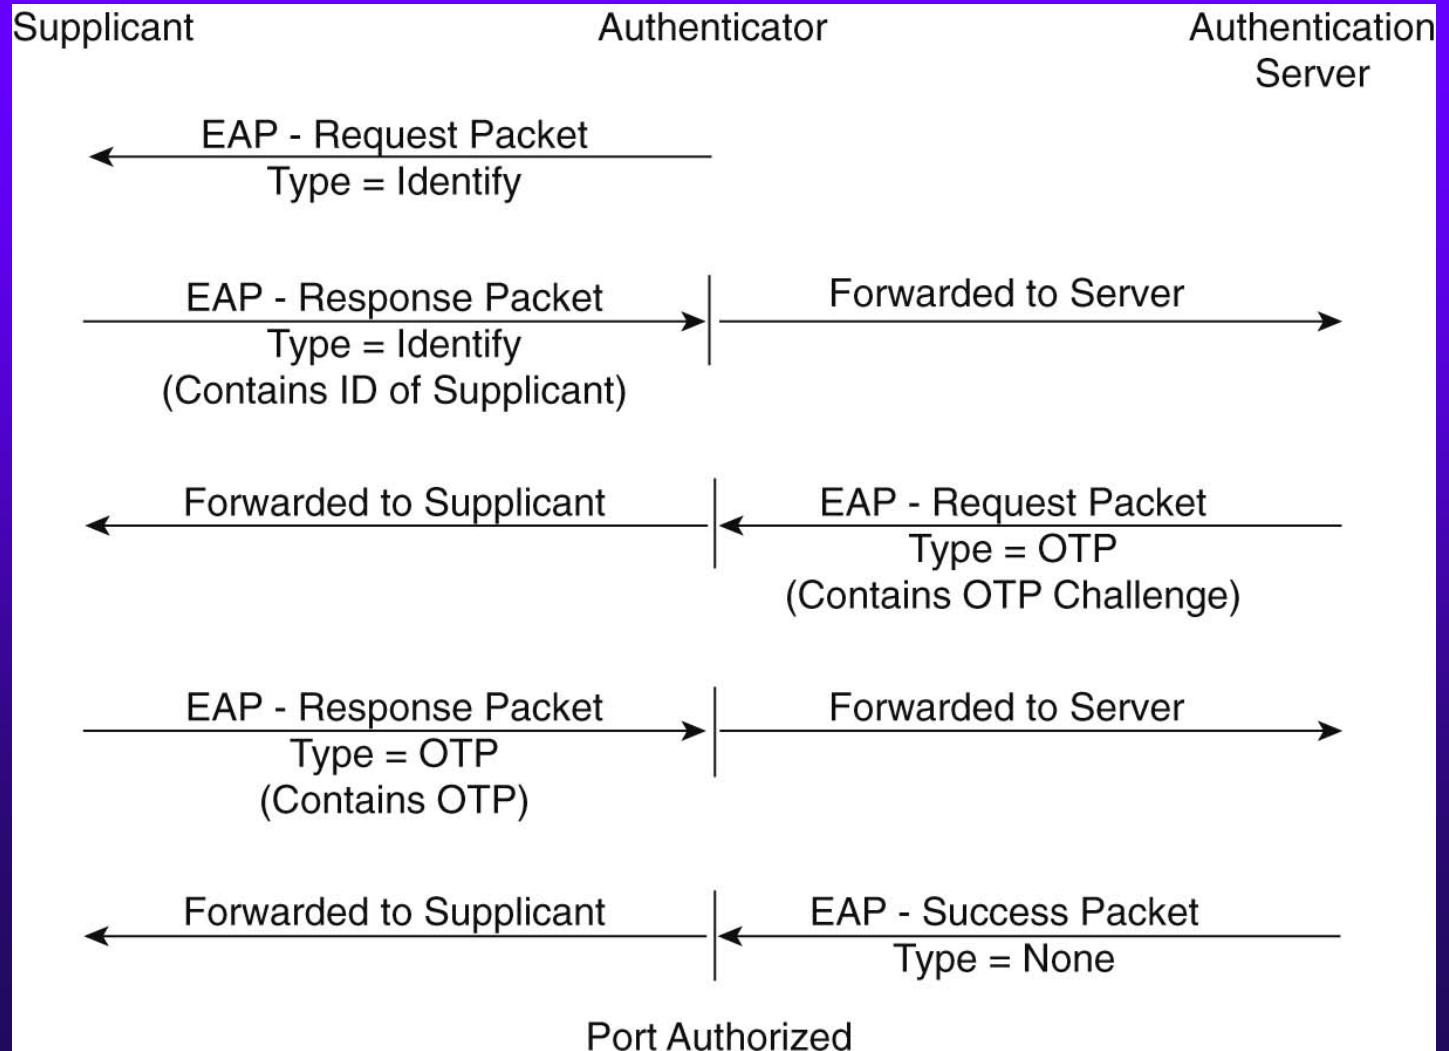 Supplicant
Authenticator
Authentication
Server
EAP - Request Packet
Type = Identify
EAP - Response Packet
Type = Identify
(Contains ID of Supplicant)
Forwarded to Server
Forwarded to Supplicant
EAP - Request Packet
Type = OTP
(Contains OTP Challenge)
EAP - Response Packet
Type = OTP
(Contains OTP)
Forwarded to Server
Forwarded to Supplicant
EAP - Success Packet
Type = None
Port Authorized